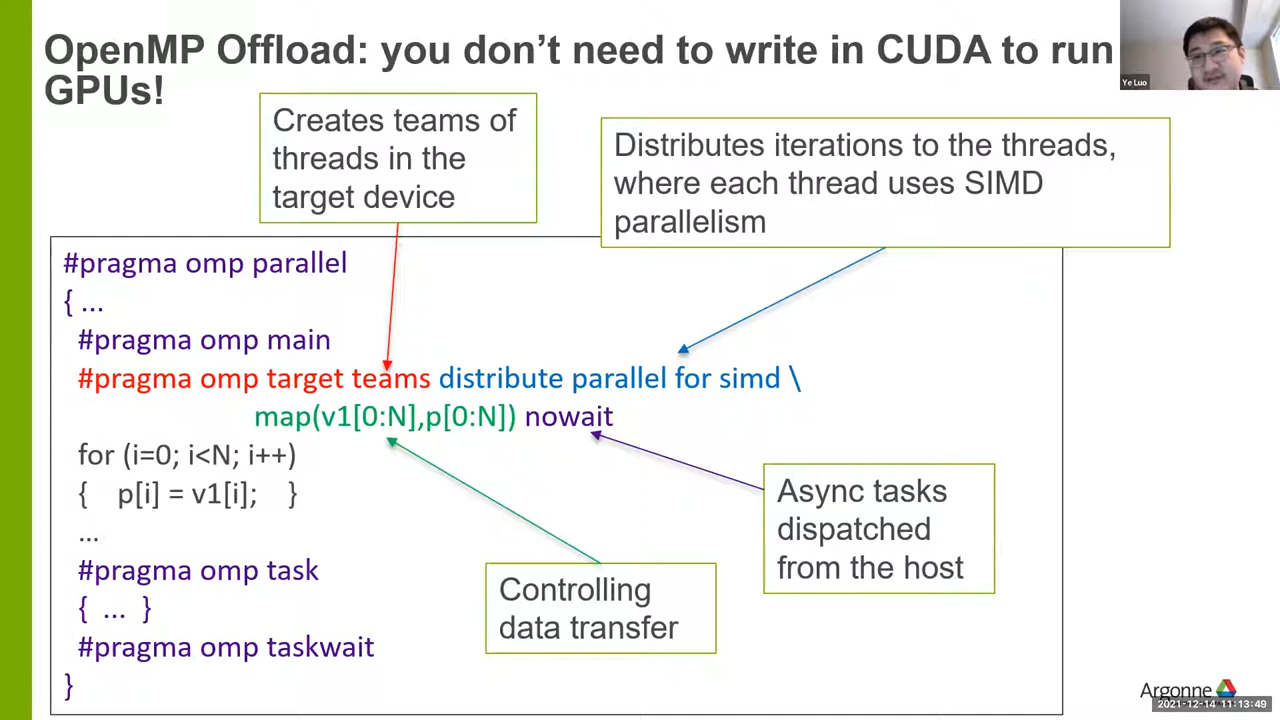 OpenMP Offload: you don't need to write in CUDA to run
GPUs!
Ye Luo
Creates teams of
threads in the
target device
Distributes iterations to the threads,
where each thread uses SIMD
parallelism
#pragma omp parallel
{ ...
#pragma omp main
#pragma omp target teams distribute parallel for simd \
map(v1[0:N],p[0:N]) nowait
for (i=0; i<N; i++)
{ p[i] = v1[i]; }
...
#pragma omp task
{ ... }
#pragma omp taskwait
}
Async tasks
dispatched
from the host
Controlling
data transfer
Argonne
2021-12-14 11:13:49